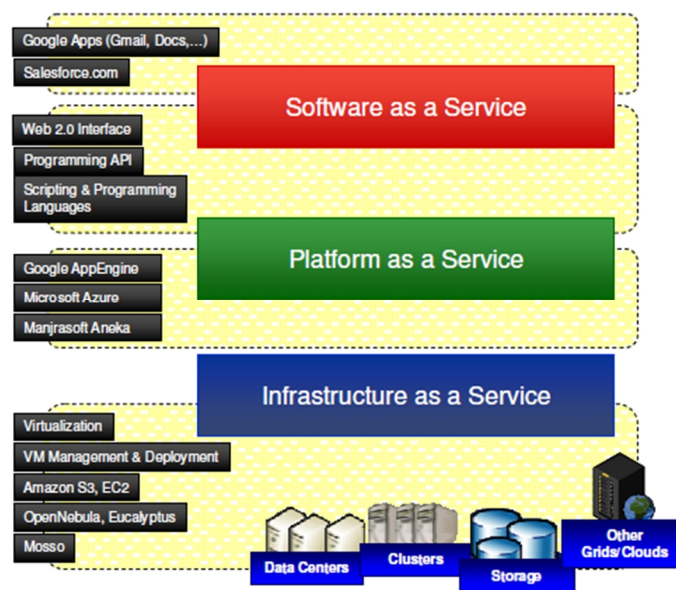 Google Apps (Gmail, Docs,...)
Salesforce.com
Software as a Service
Web 2.0 Interface
Programming API
Scripting & Programming
Languages
Platform as a Service
Google AppEngine
Microsoft Azure
Manjrasoft Aneka
Infrastructure as a Service
Virtualization
VM Management & Deployment
Amazon S3, EC2
OpenNebula, Eucalyptus
Mosso
Data Centers
Clusters
Storage
Other
Grids/Clouds